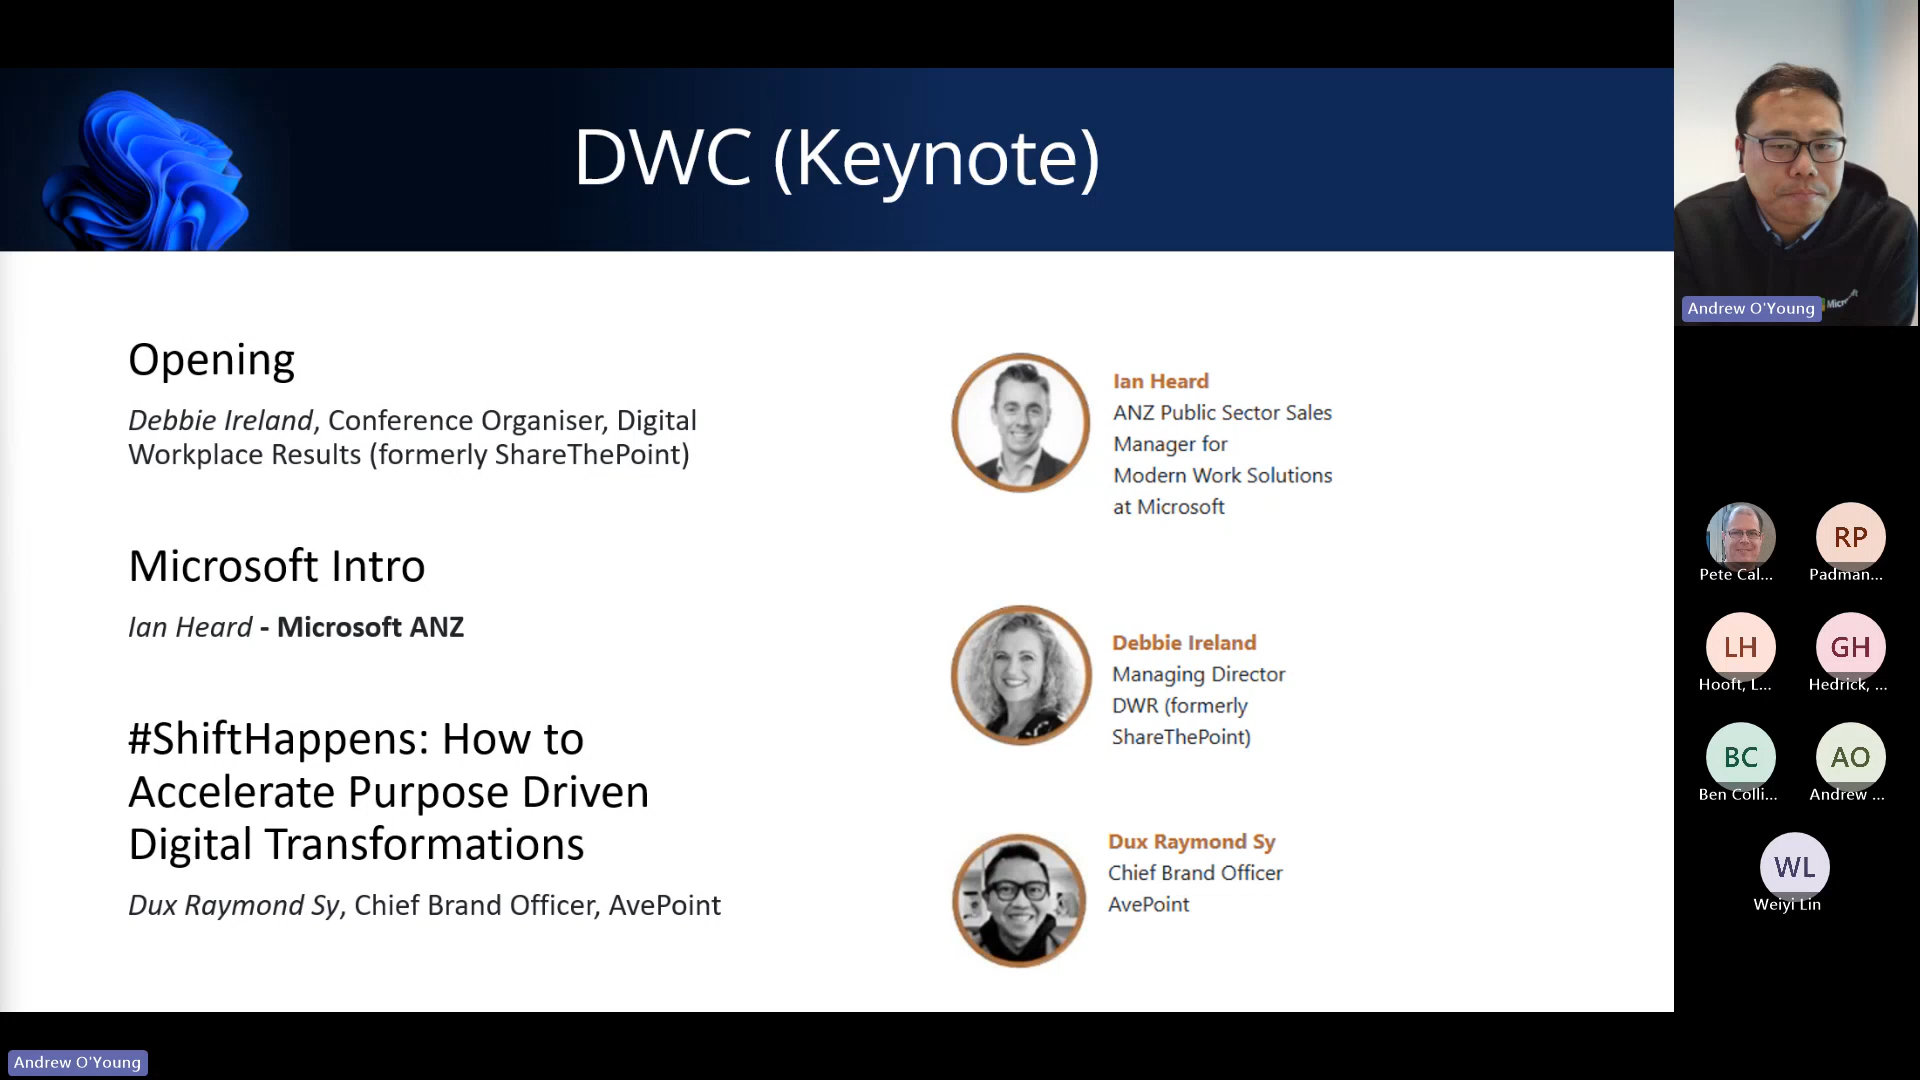 DWC (Keynote)
Opening
Debbie Ireland, Conference Organiser, Digital
Workplace Results (formerly ShareThePoint)
Microsoft Intro
Ian Heard - Microsoft ANZ
#ShiftHappens: How to
Accelerate Purpose Driven
Digital Transformations
Dux Raymond Sy, Chief Brand Officer, AvePoint
Ian Heard
ANZ Public Sector Sales
Manager for
Modern Work Solutions
at Microsoft
Debbie Ireland
Managing Director
DWR (formerly
ShareThePoint)
Dux Raymond Sy
Chief Brand Officer
AvePoint
Andrew O'Young
Pete Cal...
RP
Padman...
LH
Hooft, L...
GH
Hedrick, ...
BC
Ben Colli...
AO
Andrew ...
WL
Weiyi Lin
Andrew O'Young